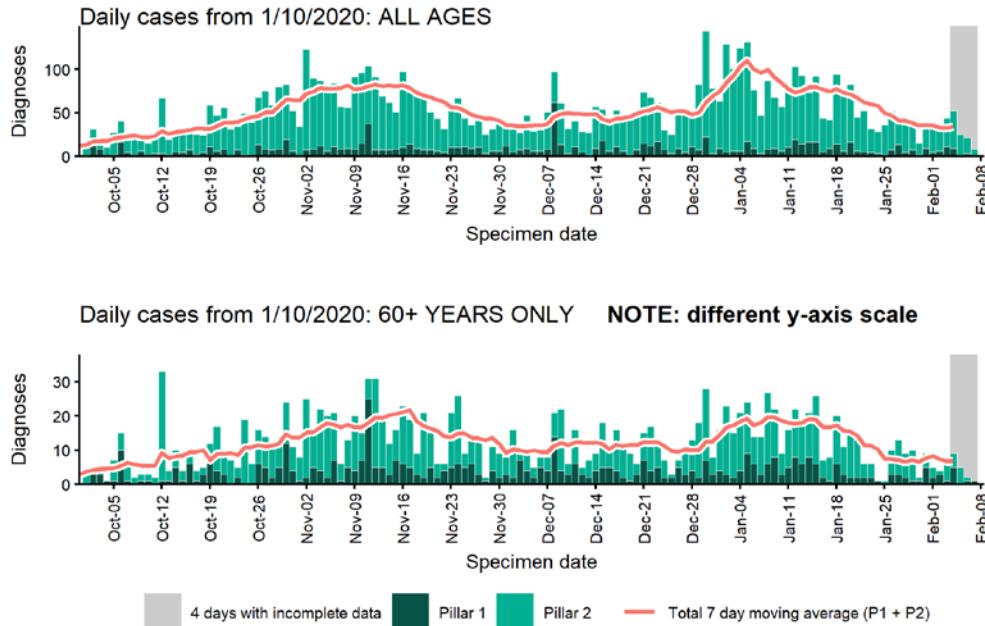 Daily cases from 1/10/2020: ALL AGES
Diagnoses
100
50
0
Oct-05 Oct-12 Oct-19 Oct-26 Nov-02 Nov-09 Nov-16 Nov-23 Nov-30 Dec-07 Dec-14 Dec-21 Dec-28 Jan-04 Jan-11 Jan-18 Jan-25 Feb-01 Feb-08
Specimen date
Daily cases from 1/10/2020: 60+ YEARS ONLY NOTE: different y-axis scale
Diagnoses
30
20
10
0
Oct-05 Oct-12 Oct-19 Oct-26 Nov-02 Nov-09 Nov-16 Nov-23 Nov-30 Dec-07 Dec-14 Dec-21 Dec-28 Jan-04 Jan-11 Jan-18 Jan-25 Feb-01 Feb-08
Specimen date
4 days with incomplete data Pillar 1 Pillar 2 Total 7 day moving average (P1 + P2)